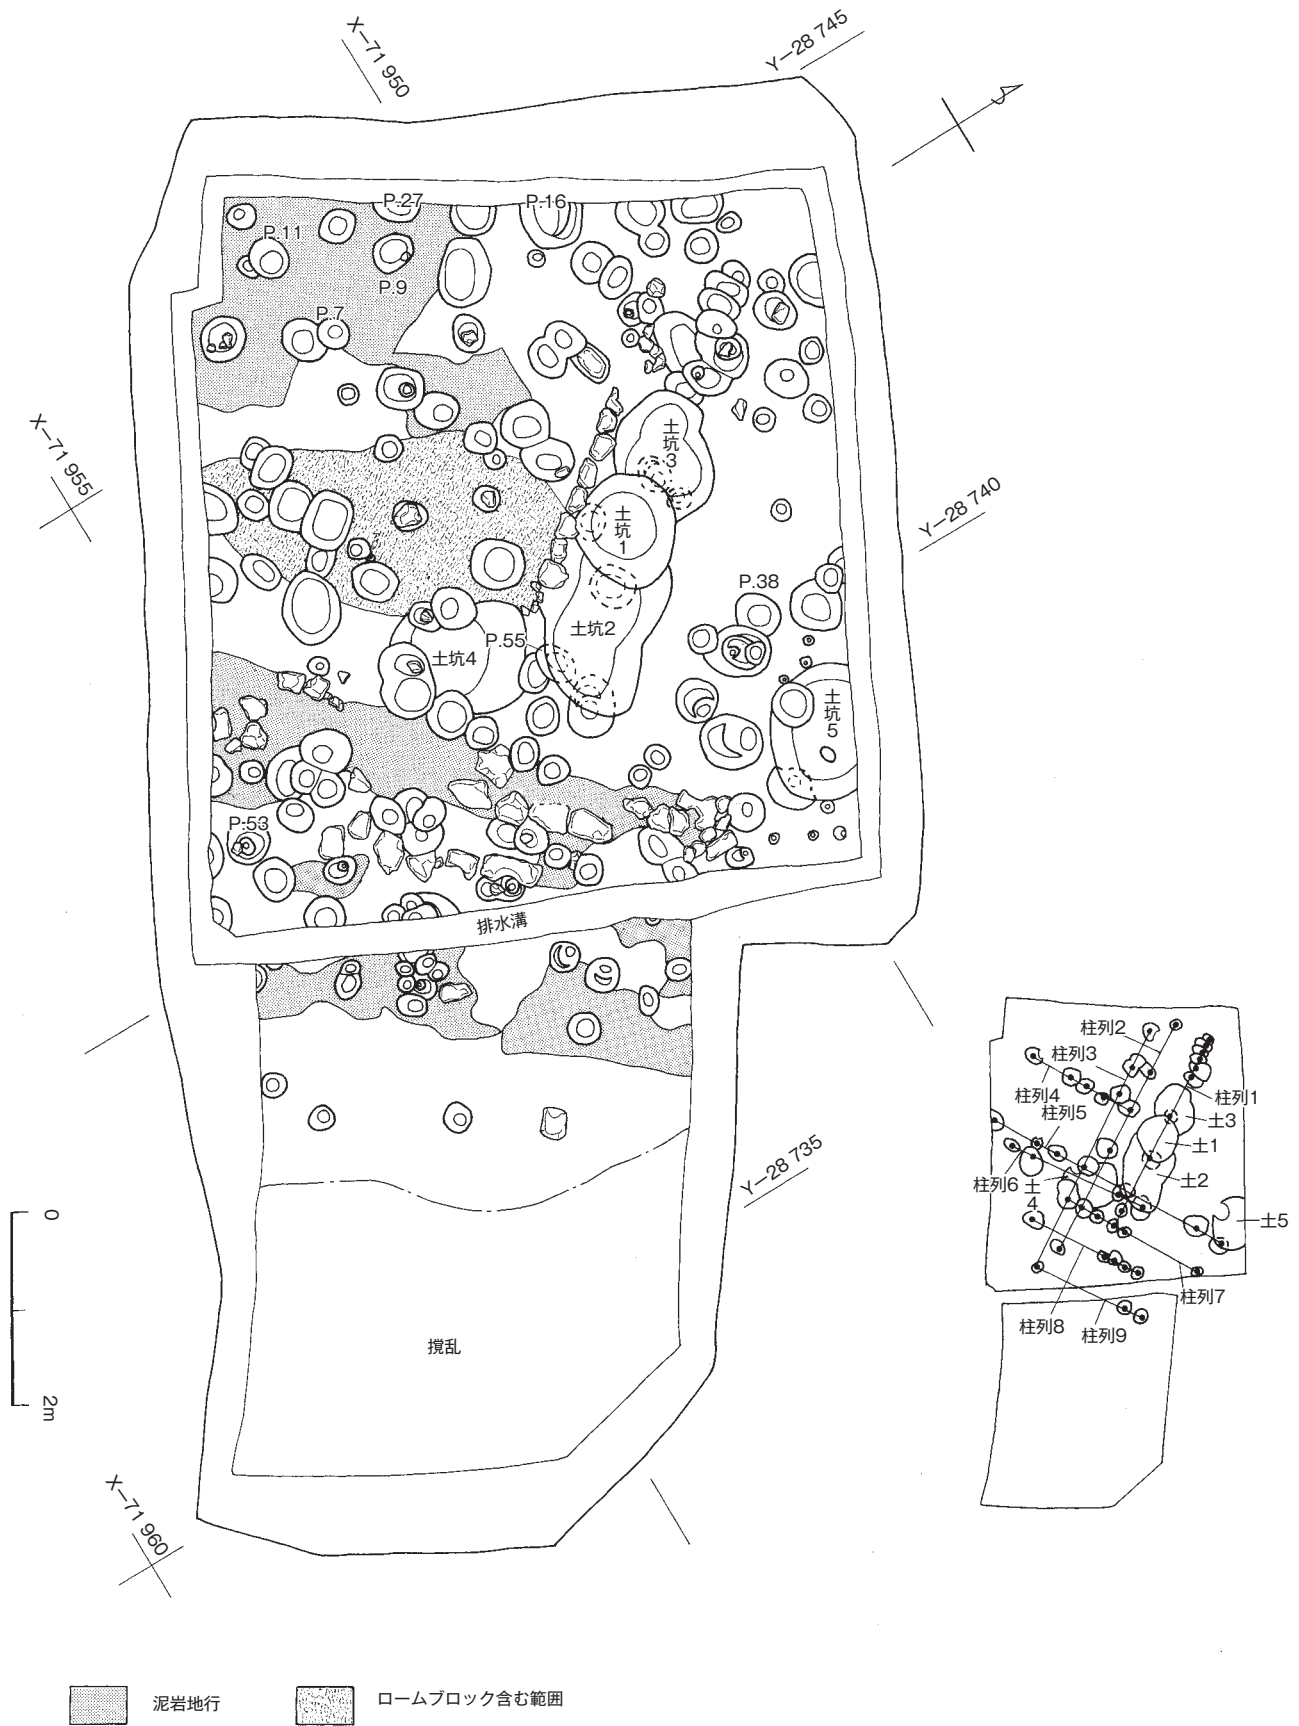 X-71 950
Y-28 745
P.27
P.16
P.11
P.9
P.7
X-71 955
土坑3
土坑1
Y-28 740
P.38
土坑2
P.55
土坑4
土坑5
P.53
排水溝
柱列2
柱列3
柱列4
柱列1
柱列5
土3
土1
土2
柱列6
土4
土5
柱列7
柱列8
柱列9
Y-28 735
0
2m
撹乱
X-71 960
泥岩地行
ロームブロック含む範囲